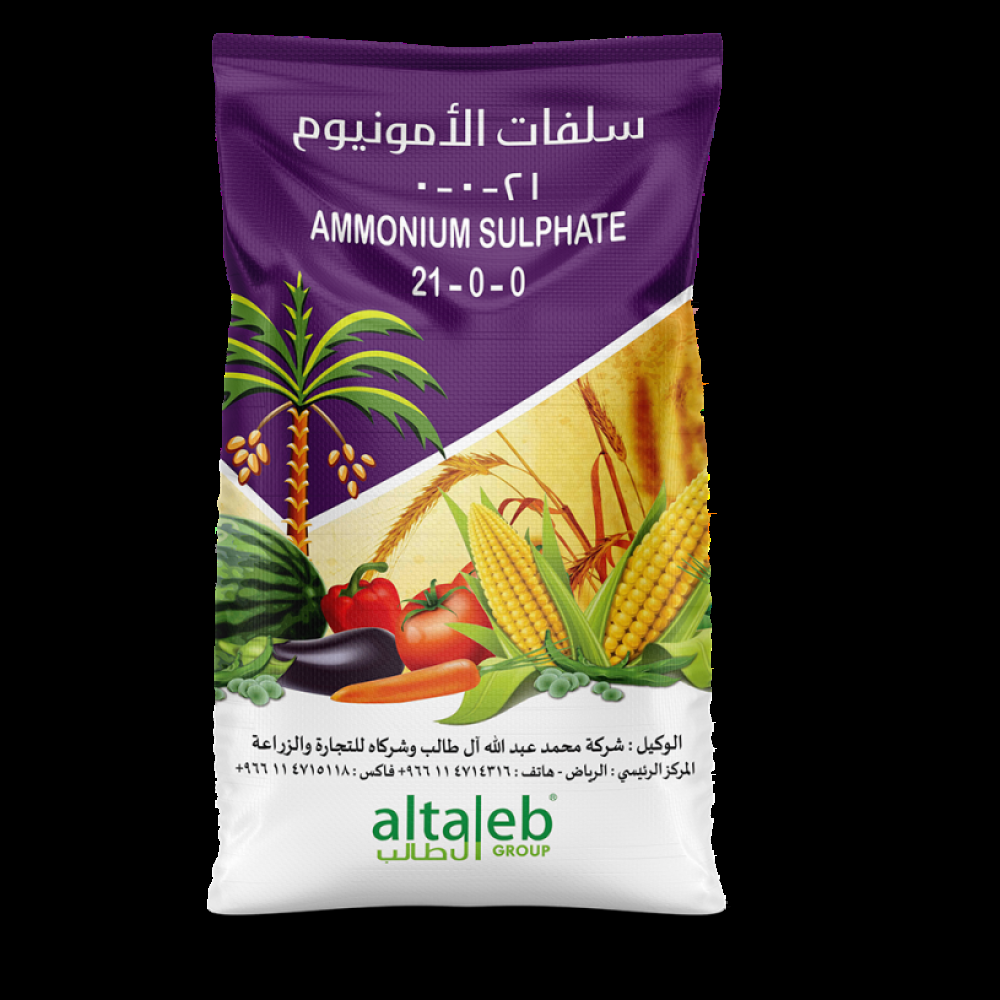 سلفات الأمونيوم
٢١-٠-٠
AMMONIUM SULPHATE
21-0-0
الوكيل : شركة محمد عبد الله آل طالب وشركاه للتجارة والزراعة
المركز الرئيسي : الرياض - هاتف : ٤٧١٤٣١٦ ١١ ٩٦٦+ فاكس : ٤٧١٥١١٨ ١١ ٩٦٦+
altaleb®
الطالب GROUP